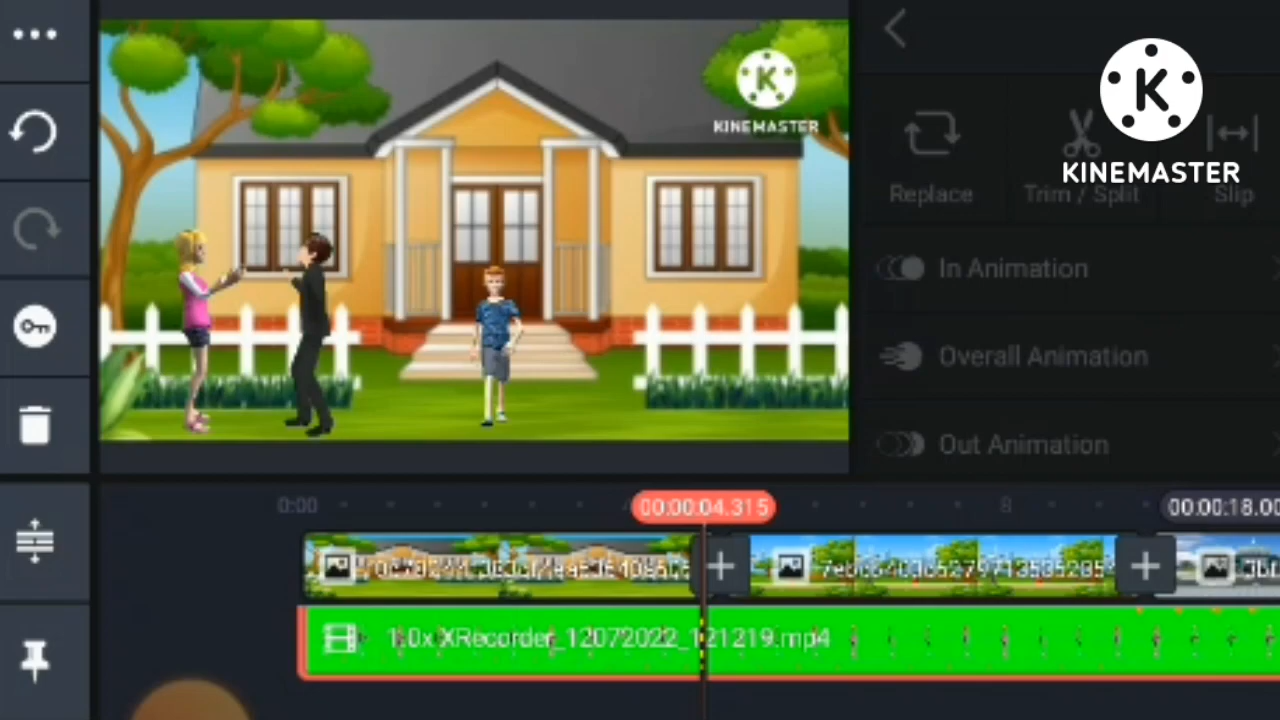 KINEMASTER
KINEMASTER
Replace
Trim / Split
Slip
In Animation
Overall Animation
Out Animation
0:00
00:00:04.315
8
00:00:18.00
1.0x XRecorder_12072022_121219.mp4